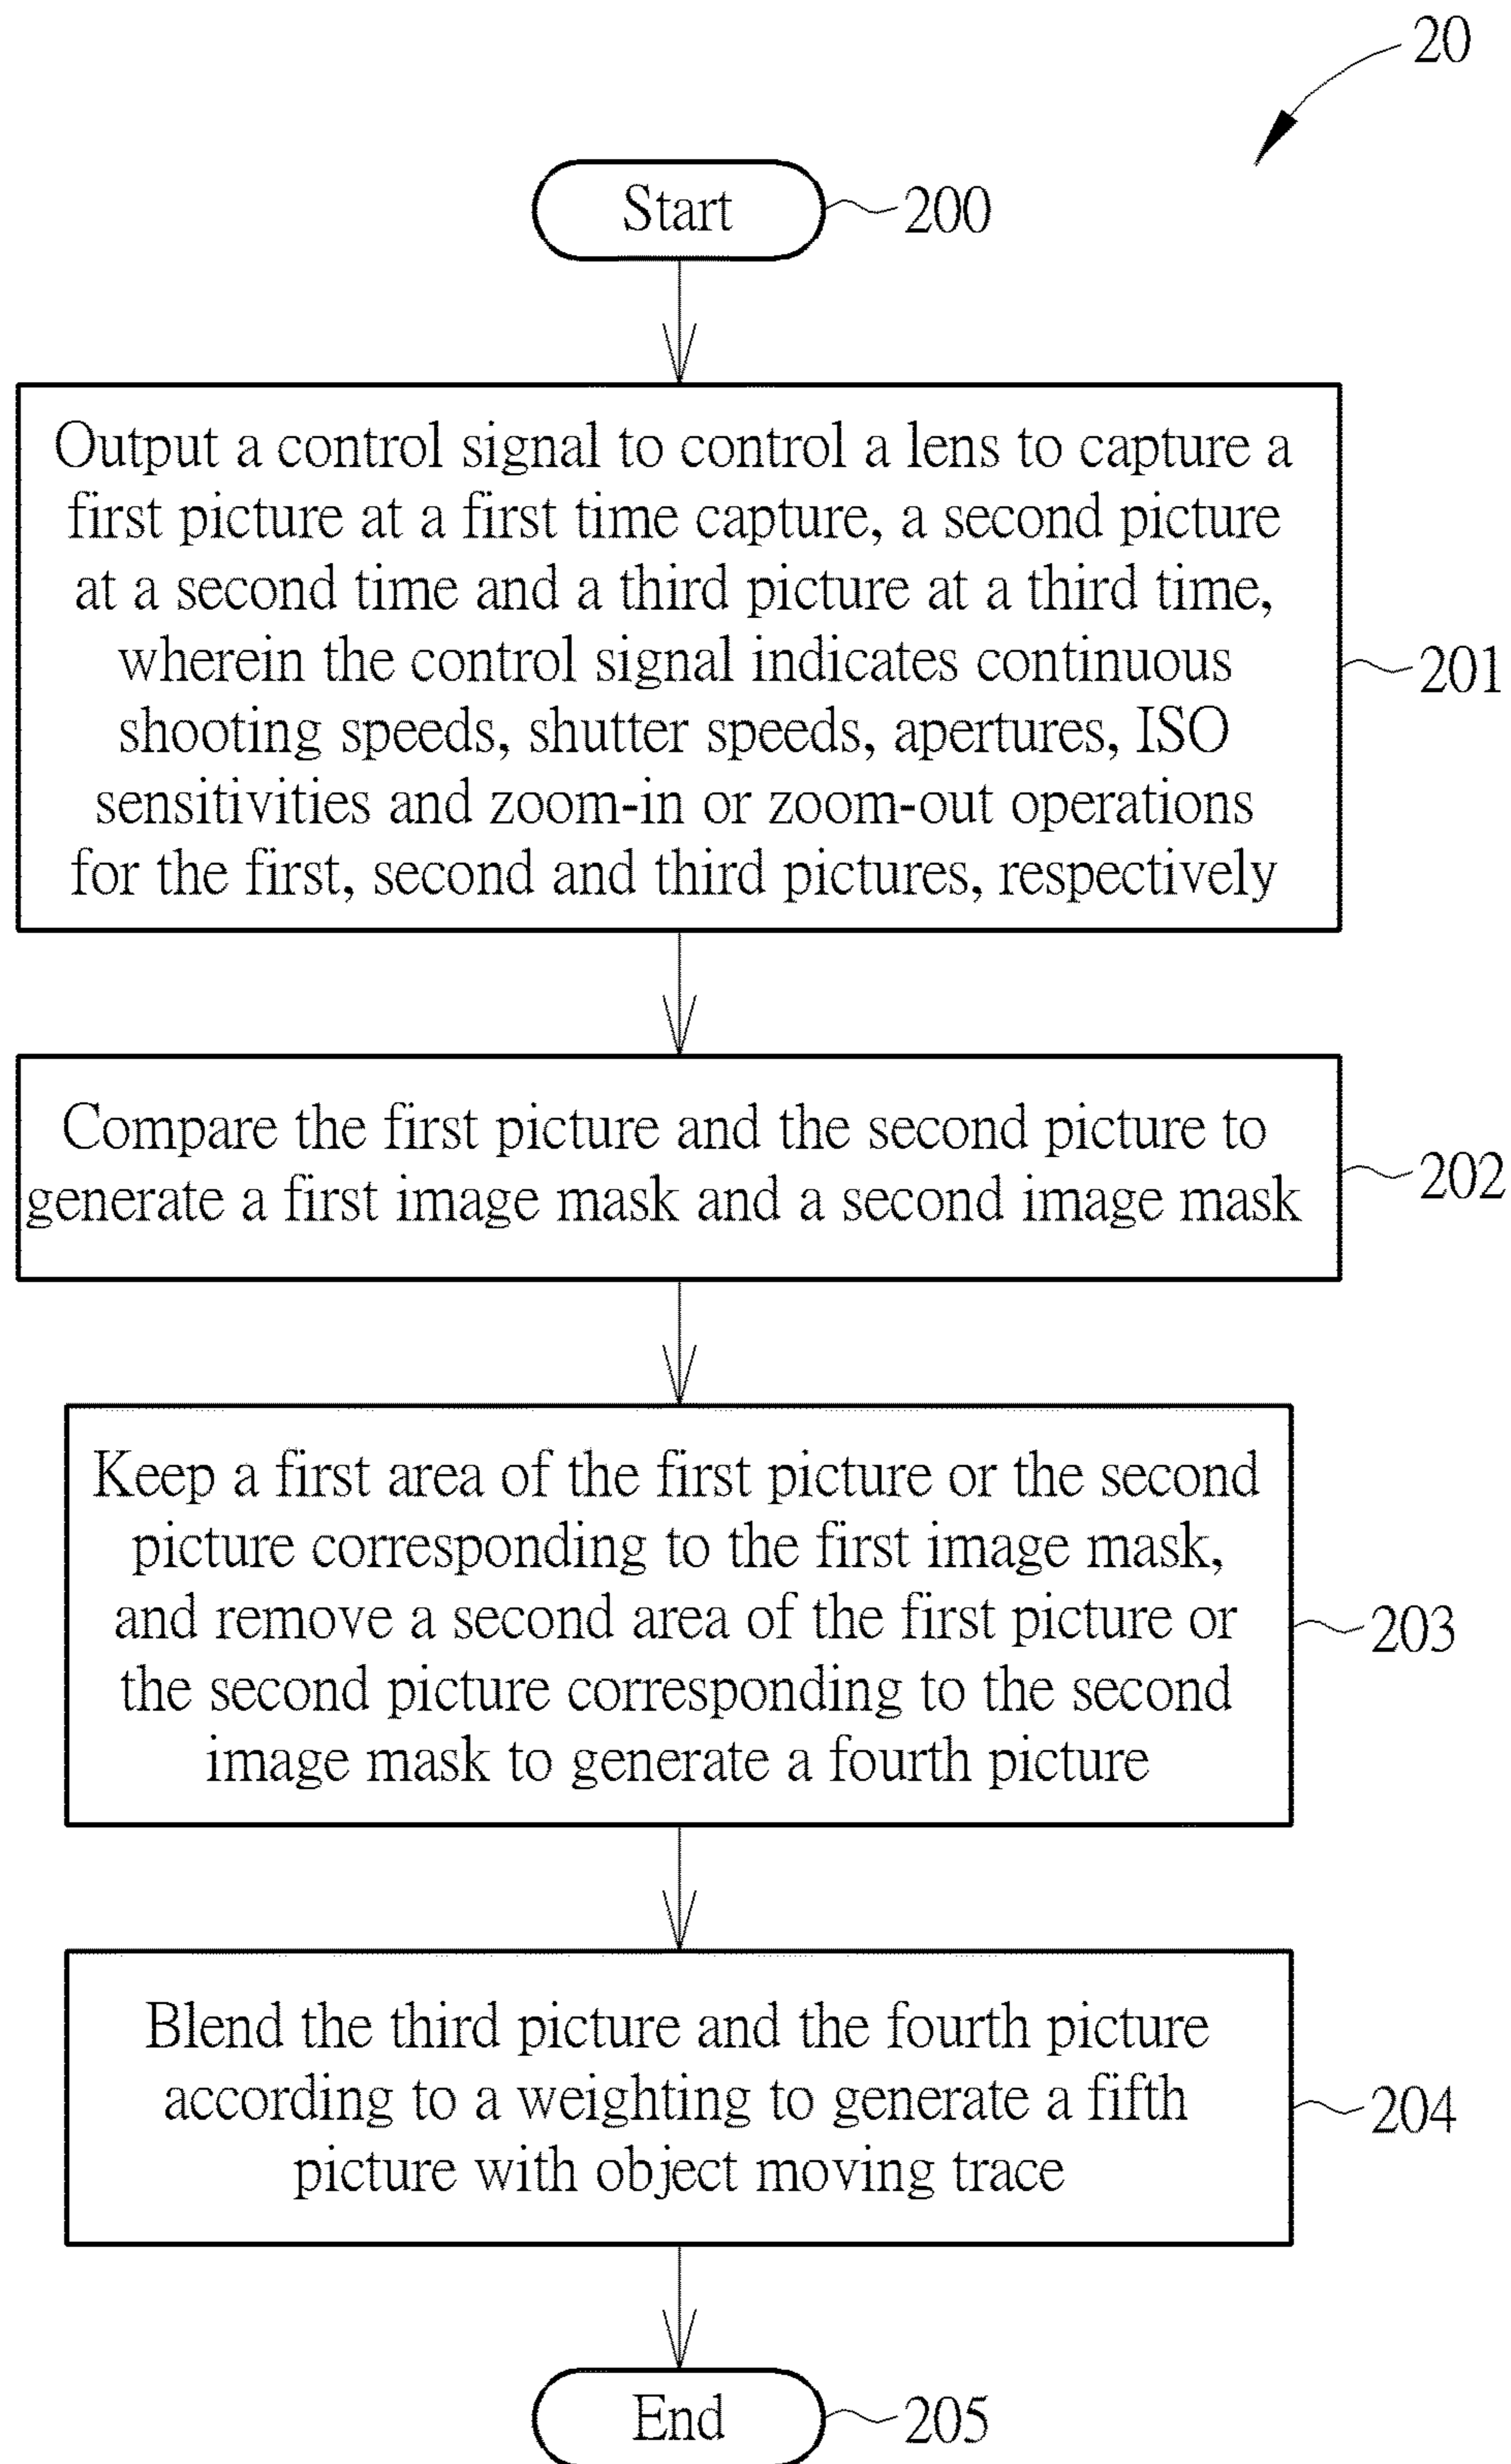 20
Start
200
Output a control signal to control a lens to capture a
first picture at a first time capture, a second picture
at a second time and a third picture at a third time,
wherein the control signal indicates continuous
shooting speeds, shutter speeds, apertures, ISO
sensitivities and zoom-in or zoom-out operations
for the first, second and third pictures, respectively
201
Compare the first picture and the second picture to
generate a first image mask and a second image mask
202
Keep a first area of the first picture or the second
picture corresponding to the first image mask,
and remove a second area of the first picture or
the second picture corresponding to the second
image mask to generate a fourth picture
203
Blend the third picture and the fourth picture
according to a weighting to generate a fifth
picture with object moving trace
204
End
205